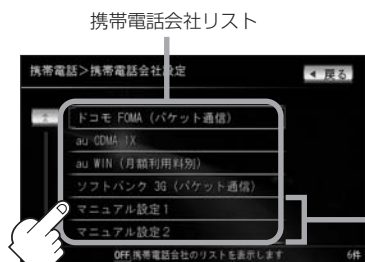 携帯電話会社リスト
携帯電話>携帯電話会社設定
戻る
ドコモ FOMA (パケット通信)
au CDMA 1X
au WIN (月額利用料別)
ソフトバンク 3G (パケット通信)
マニュアル設定1
マニュアル設定2
OFF,携帯電話会社のリストを表示します
6件